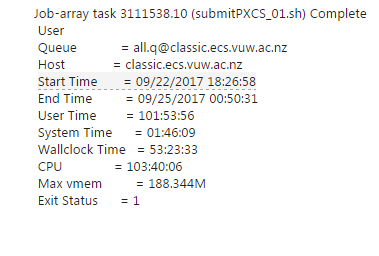 Job-array task 3111538.10 (submitPXCS_01.sh) Complete
User
Queue = all.q@classic.ecs.vuw.ac.nz
Host = classic.ecs.vuw.ac.nz
Start Time = 09/22/2017 18:26:58
End Time = 09/25/2017 00:50:31
User Time = 101:53:56
System Time = 01:46:09
Wallclock Time = 53:23:33
CPU = 103:40:06
Max vmem = 188.344M
Exit Status = 1